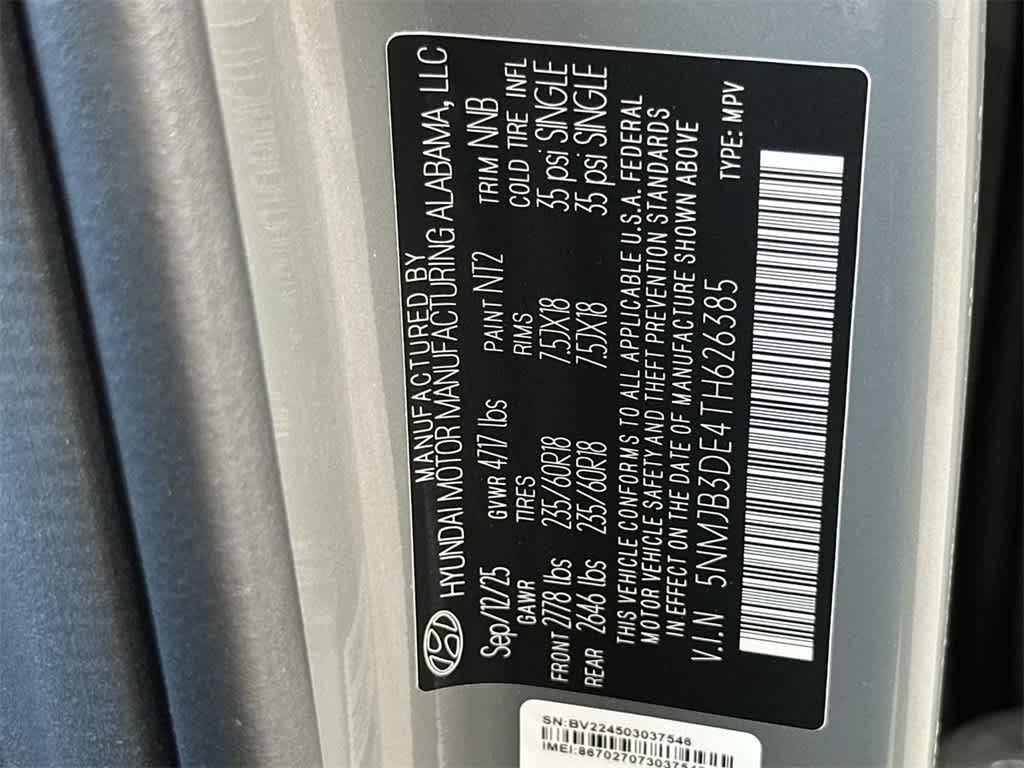 MANUFACTURED BY
HYUNDAI MOTOR MANUFACTURING ALABAMA, LLC
Sep/12/25 GVWR 4717 lbs PAINT NT2 TRIM NNB
GAWR TIRES RIMS COLD TIRE INFL
FRONT 2778 lbs 235/60R18 7.5JX18 35 psi SINGLE
REAR 2646 lbs 235/60R18 7.5JX18 35 psi SINGLE
THIS VEHICLE CONFORMS TO ALL APPLICABLE U.S.A. FEDERAL
MOTOR VEHICLE SAFETY AND THEFT PREVENTION STANDARDS
IN EFFECT ON THE DATE OF MANUFACTURE SHOWN ABOVE
V.I.N 5NMJB3DE4TH626385 TYPE: MPV
SN:BV224503037546